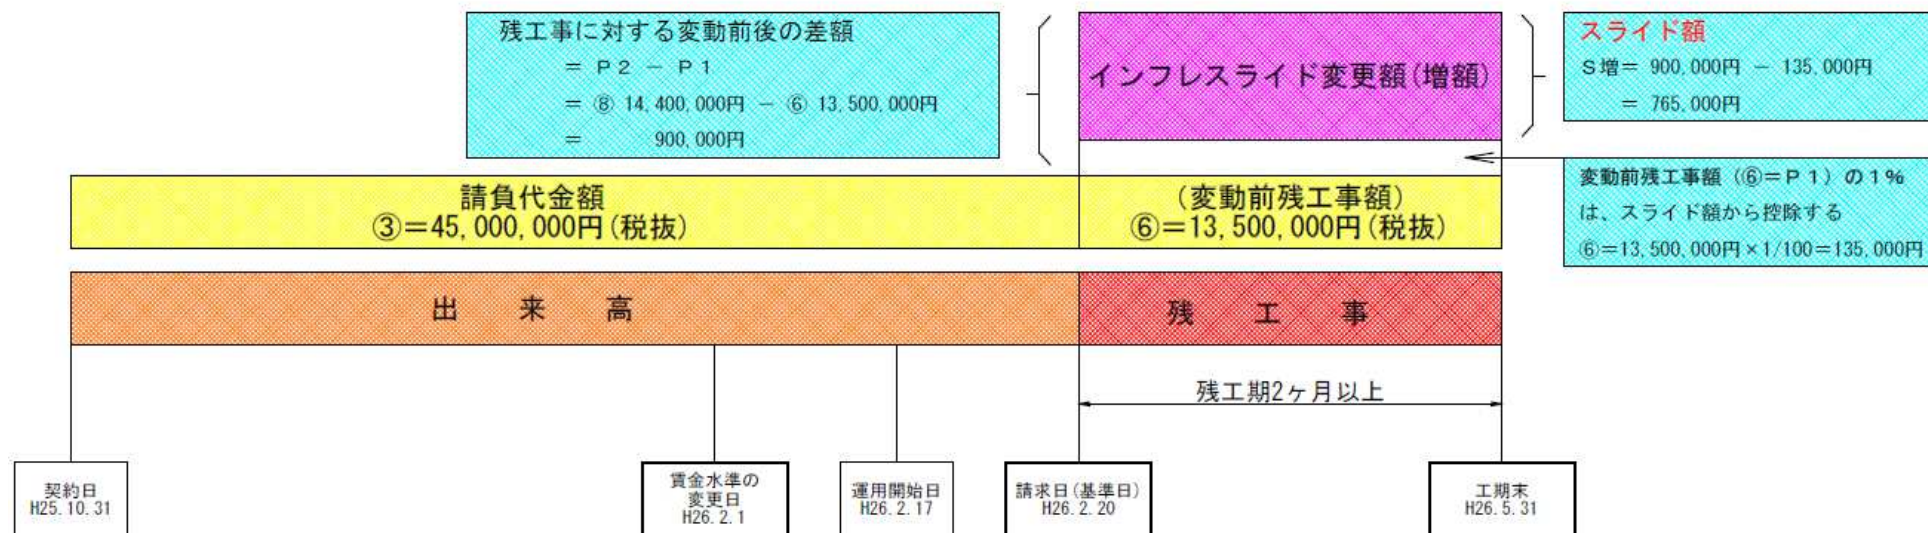 残工事に対する変動前後の差額
＝ Ｐ２ － Ｐ１
＝ ⑧ 14,400,000円 － ⑥ 13,500,000円
＝ 900,000円
インフレスライド変更額(増額)
スライド額
Ｓ増＝ 900,000円 － 135,000円
＝ 765,000円
変動前残工事額（⑥＝Ｐ１）の１％
は、スライド額から控除する
⑥＝13,500,000円×1/100＝135,000円
請負代金額
③＝45,000,000円(税抜)
(変動前残工事額)
⑥＝13,500,000円(税抜)
出 来 高
残 工 事
残工期2ヶ月以上
契約日
H25.10.31
賃金水準の
変更日
H26.2.1
運用開始日
H26.2.17
請求日(基準日)
H26.2.20
工期末
H26.5.31